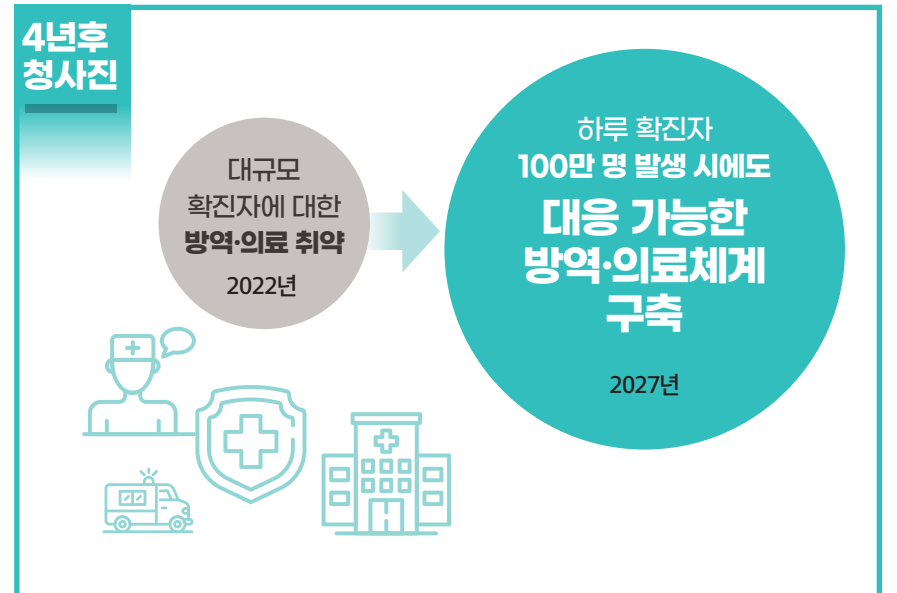 4년후
청사진
대규모
확진자에 대한
방역·의료 취약
2022년
하루 확진자
100만 명 발생 시에도
대응 가능한
방역·의료체계
구축
2027년